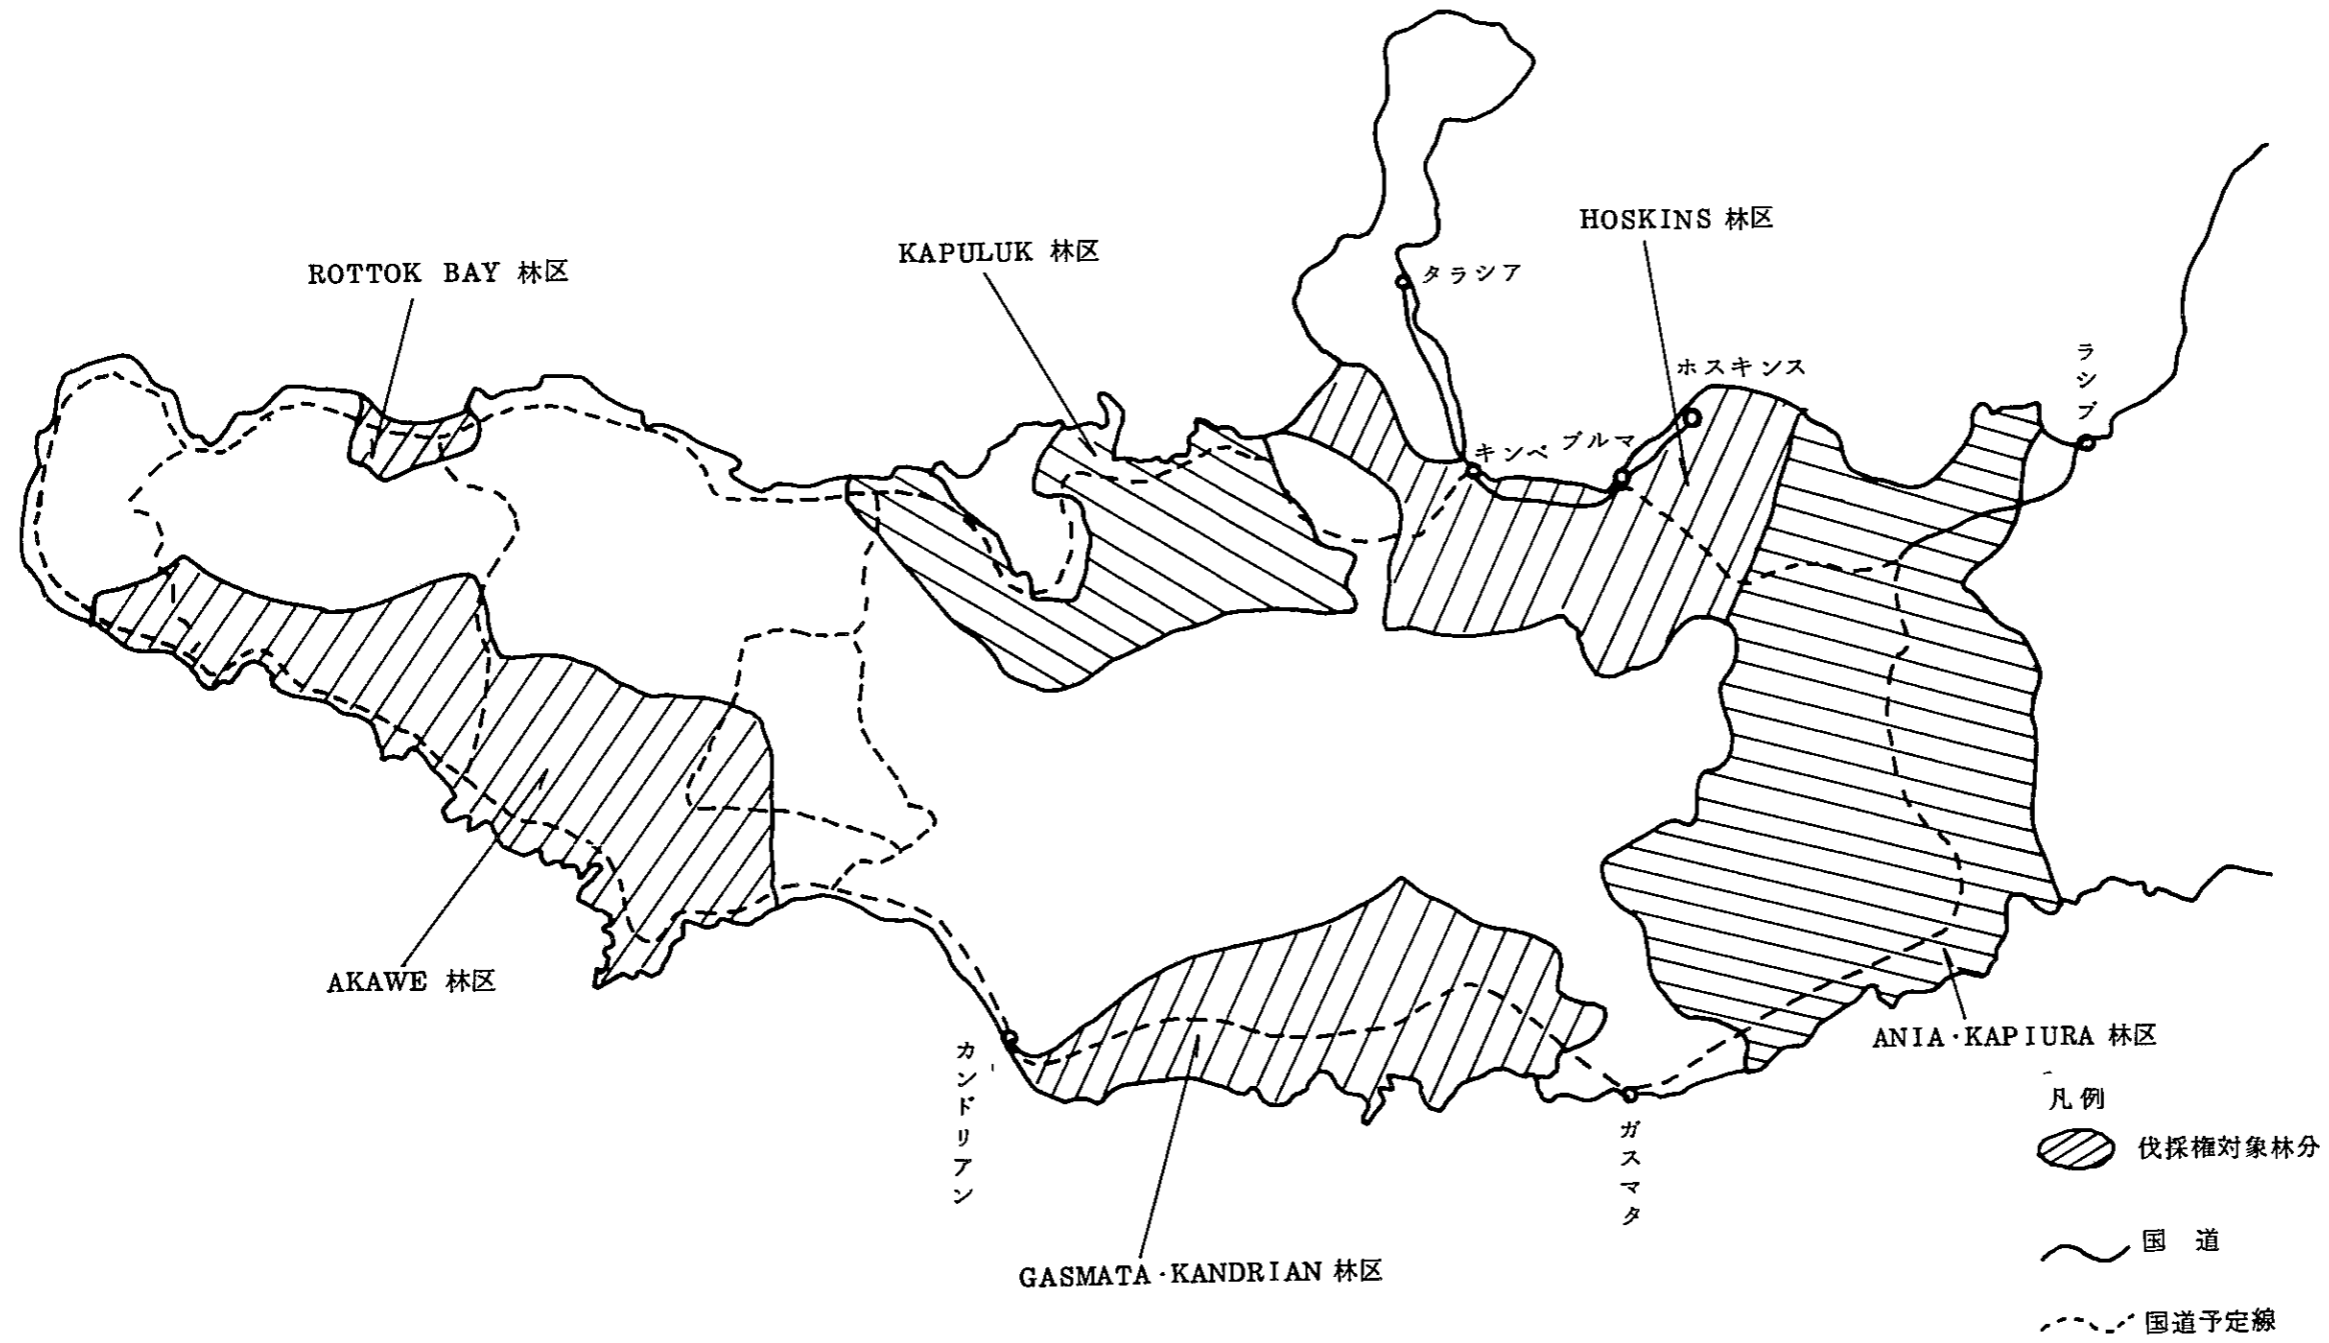 HOSKINS 林区
KAPULUK 林区
ROTTOK BAY 林区
タラシア
ホスキンス
ラシブ
キンベ
ブルマ
AKAWE 林区
カンドリアン
ANIA・KAPIURA 林区
ガスマタ
GASMATA・KANDRIAN 林区
凡例
伐採権対象林分
国道
国道予定線